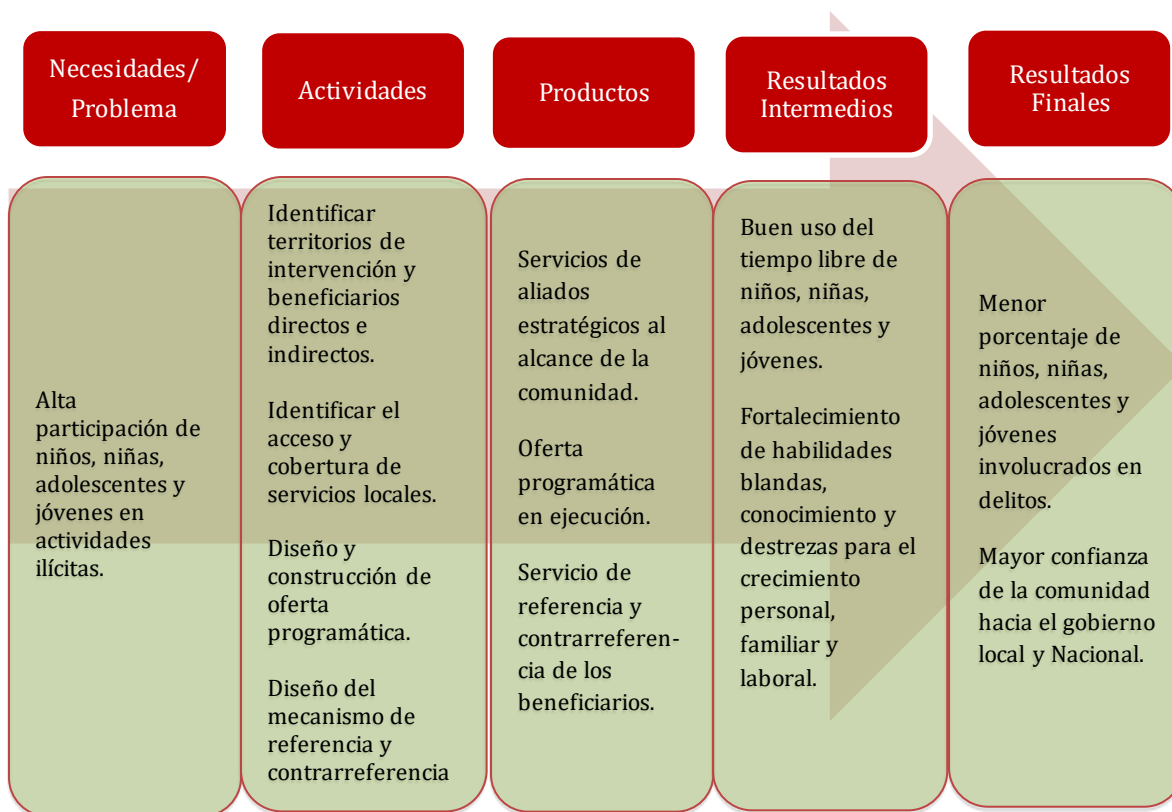 Necesidades/
Problema
Actividades
Productos
Resultados
Intermedios
Resultados
Finales
Alta
participación de
niños, niñas,
adolescentes y
jóvenes en
actividades
ilícitas.
Identificar
territorios de
intervención y
beneficiarios
directos e
indirectos.
Identificar el
acceso y
cobertura de
servicios locales.
Diseño y
construcción de
oferta
programática.
Diseño del
mecanismo de
referencia y
contrarreferencia
Servicios de
aliados
estratégicos al
alcance de la
comunidad.
Oferta
programática
en ejecución.
Servicio de
referencia y
contrarreferen-
cia de los
beneficiarios.
Buen uso del
tiempo libre de
niños, niñas,
adolescentes y
jóvenes.
Fortalecimiento
de habilidades
blandas,
conocimiento y
destrezas para el
crecimiento
personal,
familiar y
laboral.
Menor
porcentaje de
niños, niñas,
adolescentes y
jóvenes
involucrados en
delitos.
Mayor confianza
de la comunidad
hacia el gobierno
local y Nacional.